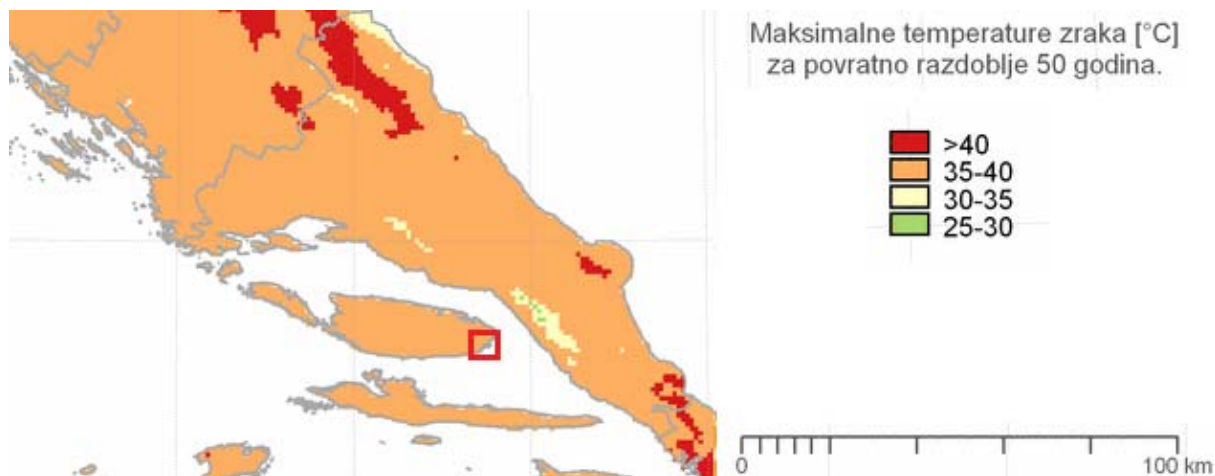 Maksimalne temperature zraka [°C]
za povratno razdoblje 50 godina.
>40
35-40
30-35
25-30
0
100 km